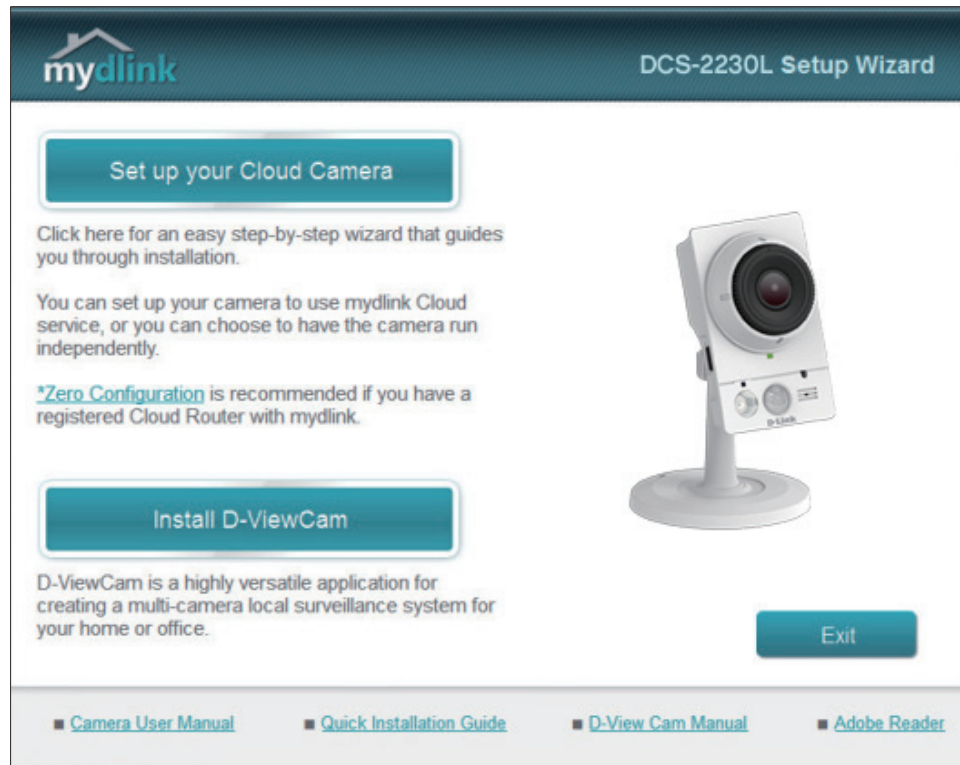 mydlink
DCS-2230L Setup Wizard
Set up your Cloud Camera
Click here for an easy step-by-step wizard that guides
you through installation.
You can set up your camera to use mydlink Cloud
service, or you can choose to have the camera run
independently.
*Zero Configuration is recommended if you have a
registered Cloud Router with mydlink.
D-Link
Install D-ViewCam
D-ViewCam is a highly versatile application for
creating a multi-camera local surveillance system for
your home or office.
Exit
Camera User Manual
Quick Installation Guide
D-View Cam Manual
Adobe Reader